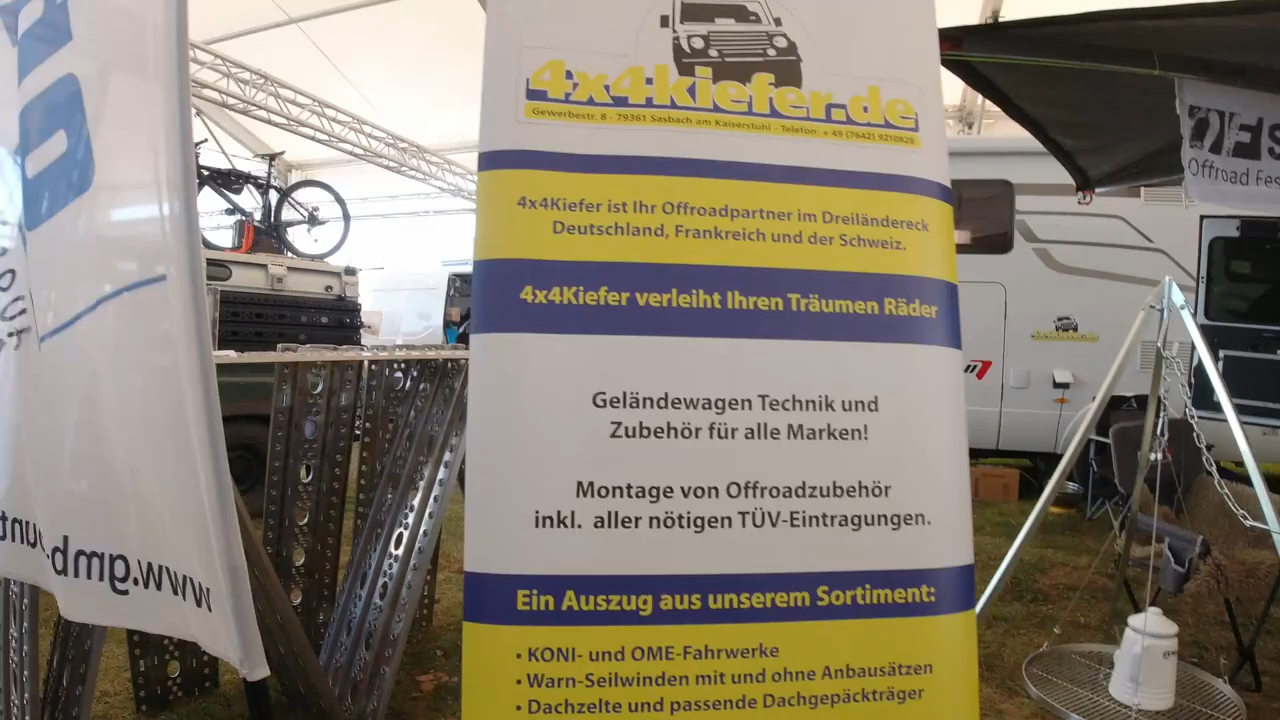 4x4kiefer.de
Gewerbestr. 8 - 79361 Sasbach am Kaiserstuhl - Telefon: + 49 (7642) 9210828
4x4Kiefer ist Ihr Offroadpartner im Dreiländereck
Deutschland, Frankreich und der Schweiz.
4x4Kiefer verleiht Ihren Träumen Räder
Geländewagen Technik und
Zubehör für alle Marken!
Montage von Offroadzubehör
inkl. aller nötigen TÜV-Eintragungen.
Ein Auszug aus unserem Sortiment:
• KONI- und OME-Fahrwerke
• Warn-Seilwinden mit und ohne Anbausätzen
• Dachzelte und passende Dachgepäckträger
OFS
Offroad Fes
www.gmb-